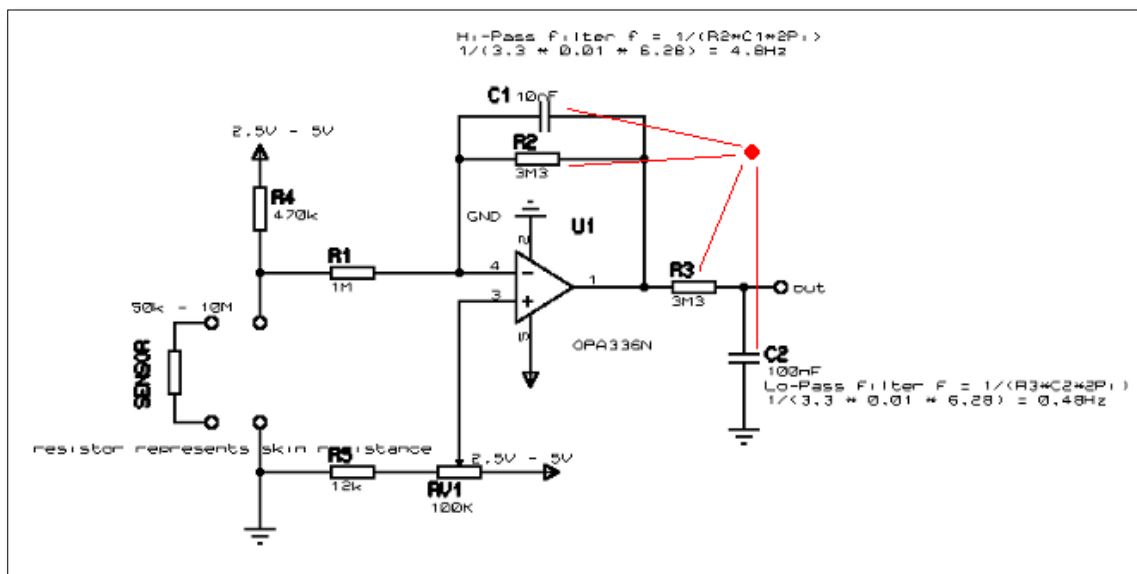 Hi-Pass filter f = 1/(R2*C1*2Pi)
1/(3.3 * 0.01 * 6.28) = 4.8Hz
C1
10nF
2.5V - 5V
R2
3M3
R4
470k
GND
U1
2
R1
1M
4
3
1
5
R3
3M3
out
50k - 10M
OPA336N
SENSOR
C2
100nF
Lo-Pass filter f = 1/(R3*C2*2Pi)
1/(3.3 * 0.01 * 6.28) = 0.48Hz
resistor represents skin resistance
R5
12k
2.5V - 5V
RV1
100K